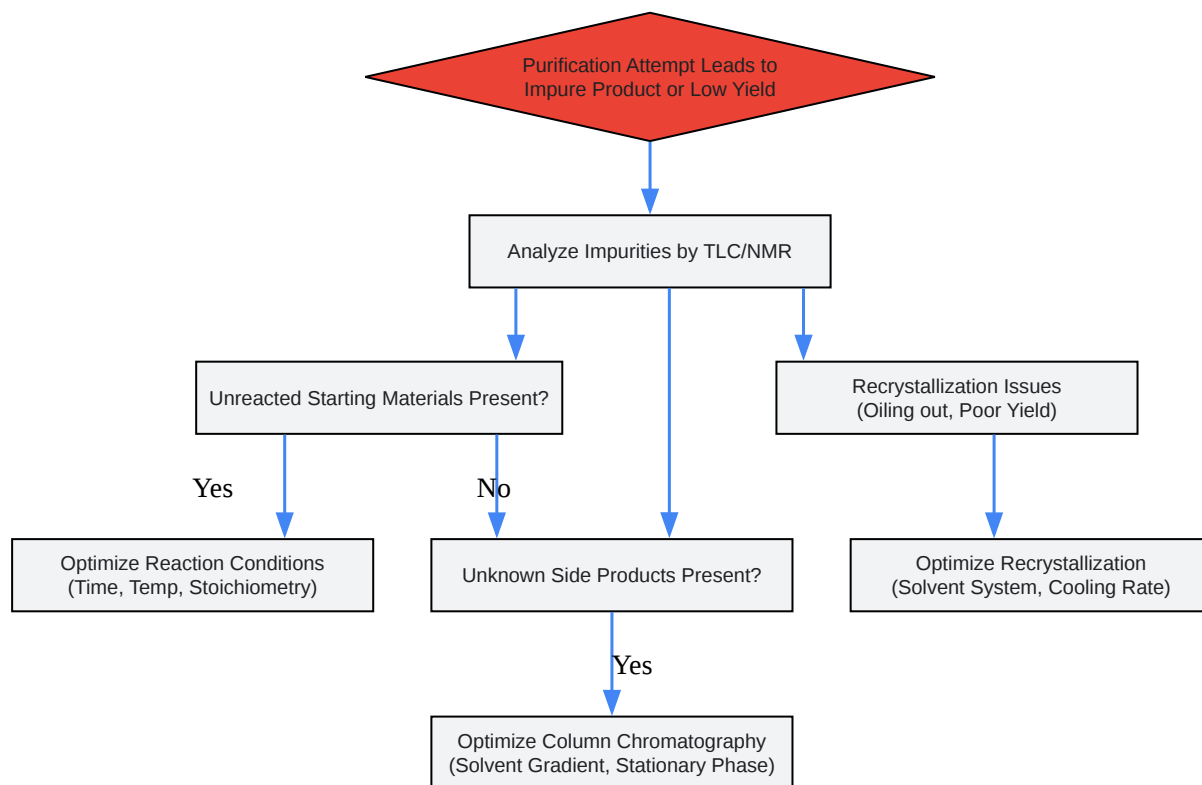 Purification Attempt Leads to
Impure Product or Low Yield
Analyze Impurities by TLC/NMR
Unreacted Starting Materials Present?
Recrystallization Issues
(Oiling out, Poor Yield)
Yes
No
Optimize Reaction Conditions
(Time, Temp, Stoichiometry)
Unknown Side Products Present?
Optimize Recrystallization
(Solvent System, Cooling Rate)
Yes
Optimize Column Chromatography
(Solvent Gradient, Stationary Phase)